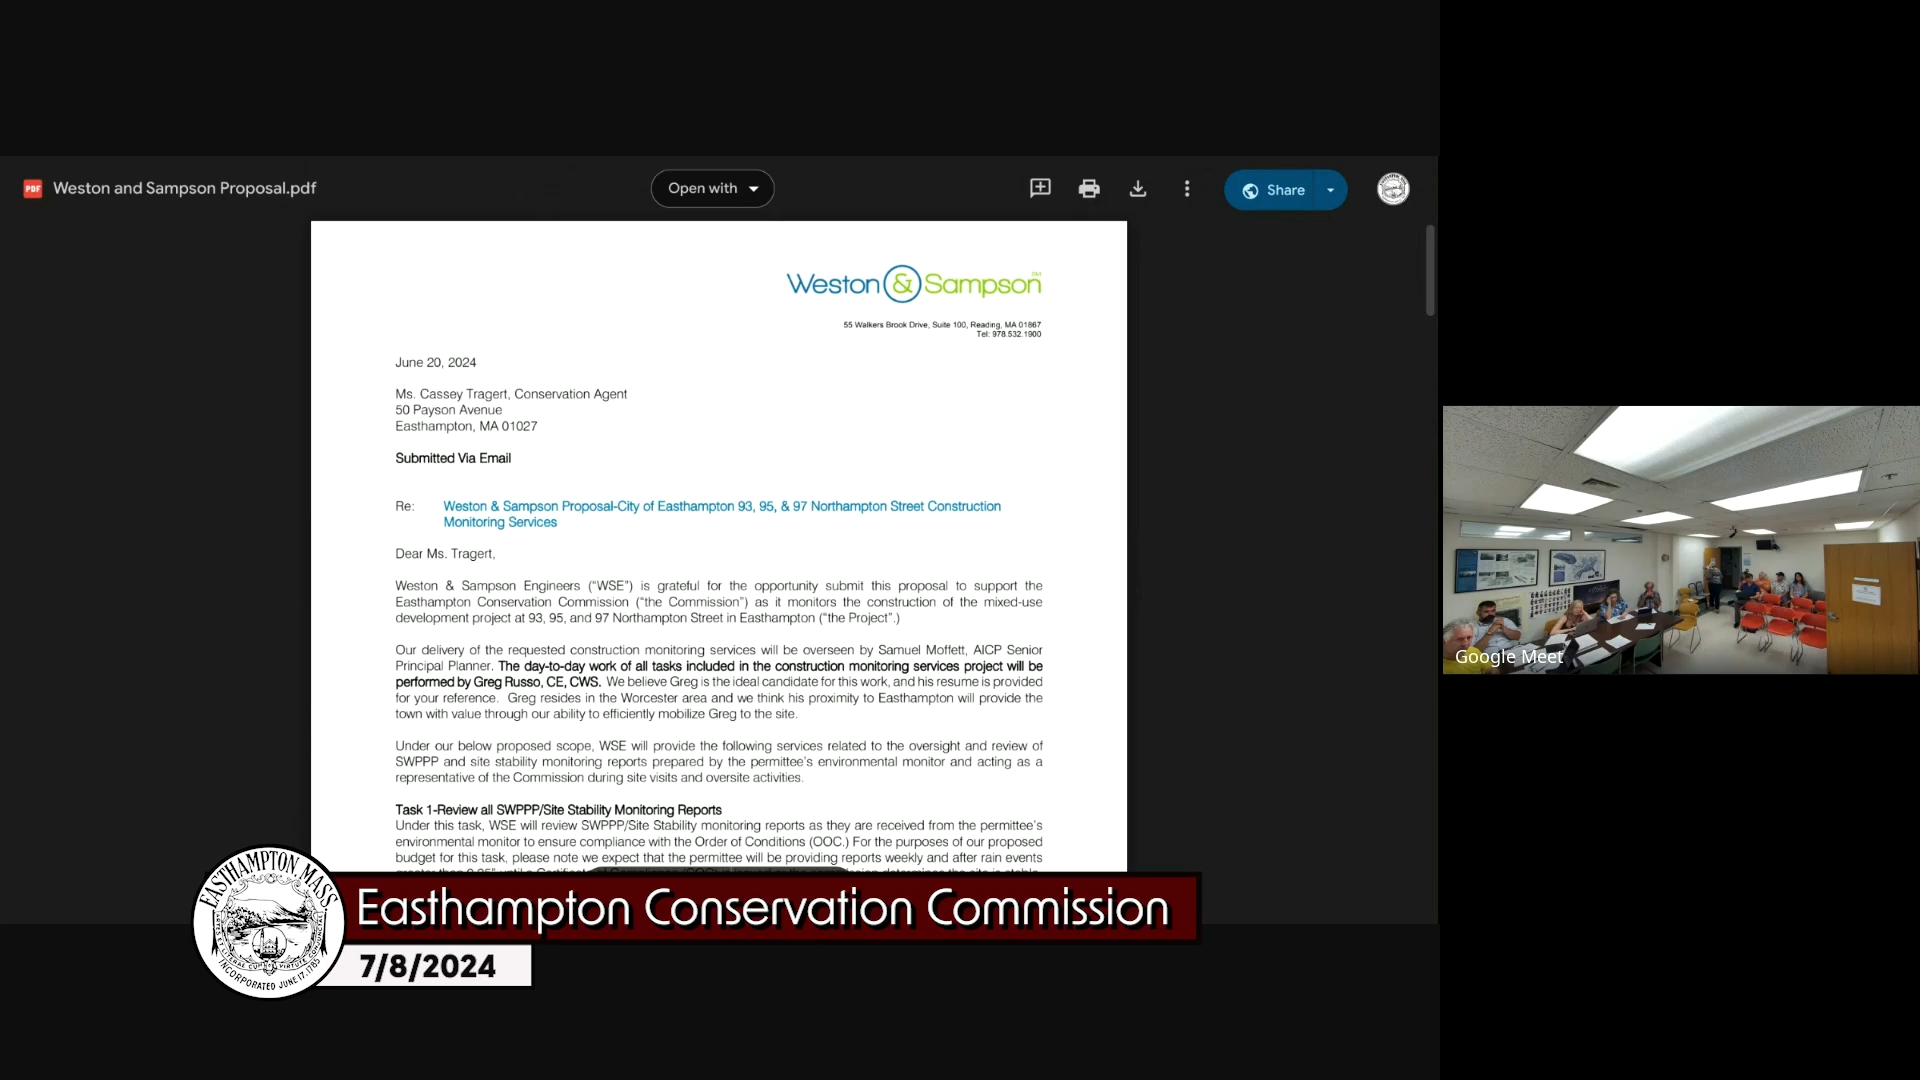 PDF Weston and Sampson Proposal.pdf
Open with
Share
Weston & Sampson SM
55 Walkers Brook Drive, Suite 100, Reading, MA 01867
Tel: 978.532.1900
June 20, 2024
Ms. Cassey Tragert, Conservation Agent
50 Payson Avenue
Easthampton, MA 01027
Submitted Via Email
Re: Weston & Sampson Proposal-City of Easthampton 93, 95, & 97 Northampton Street Construction
Monitoring Services
Dear Ms. Tragert,
Weston & Sampson Engineers (“WSE”) is grateful for the opportunity submit this proposal to support the
Easthampton Conservation Commission (“the Commission”) as it monitors the construction of the mixed-use
development project at 93, 95, and 97 Northampton Street in Easthampton (“the Project”.)
Our delivery of the requested construction monitoring services will be overseen by Samuel Moffett, AICP Senior
Principal Planner. The day-to-day work of all tasks included in the construction monitoring services project will be
performed by Greg Russo, CE, CWS. We believe Greg is the ideal candidate for this work, and his resume is provided
for your reference. Greg resides in the Worcester area and we think his proximity to Easthampton will provide the
town with value through our ability to efficiently mobilize Greg to the site.
Under our below proposed scope, WSE will provide the following services related to the oversight and review of
SWPPP and site stability monitoring reports prepared by the permittee’s environmental monitor and acting as a
representative of the Commission during site visits and oversite activities.
Task 1-Review all SWPPP/Site Stability Monitoring Reports
Under this task, WSE will review SWPPP/Site Stability monitoring reports as they are received from the permittee’s
environmental monitor to ensure compliance with the Order of Conditions (OOC.) For the purposes of our proposed
budget for this task, please note we expect that the permittee will be providing reports weekly and after rain events
EASTHAMPTON, MASS.
INCORPORATED JUNE 17, 1785
Easthampton Conservation Commission
7/8/2024
Google Meet